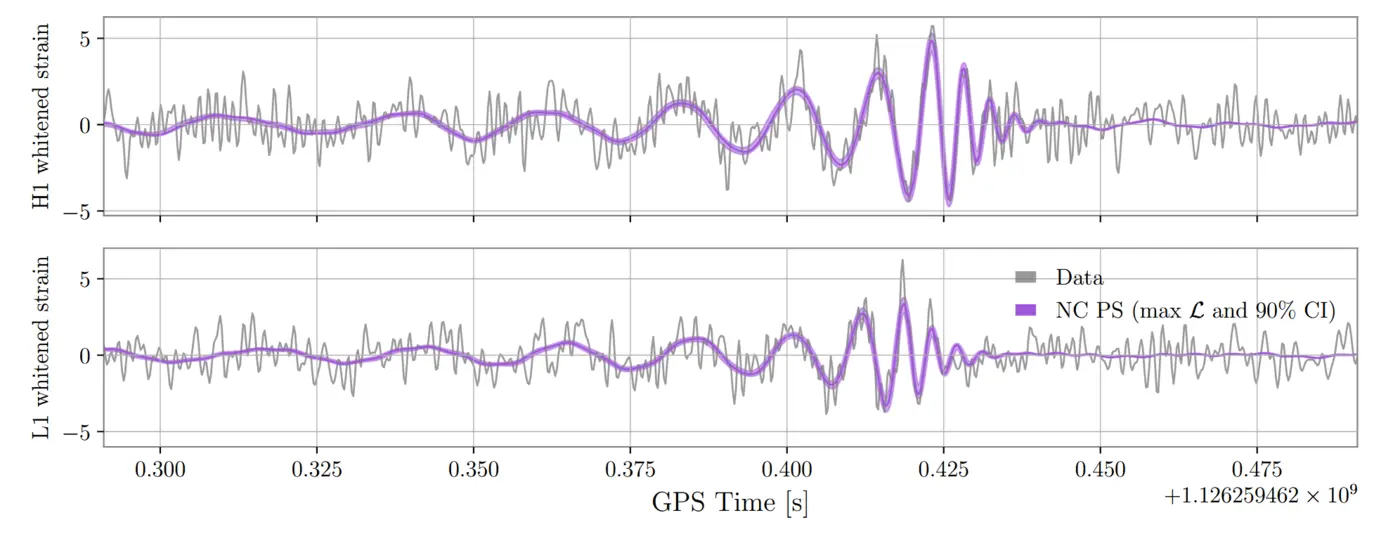 H1 whitened strain
5
0
−5
L1 whitened strain
5
0
−5
Data
NC PS (max 𝓛 and 90% CI)
0.300 0.325 0.350 0.375 0.400 0.425 0.450 0.475
GPS Time [s]
+1.126259462 × 10⁹